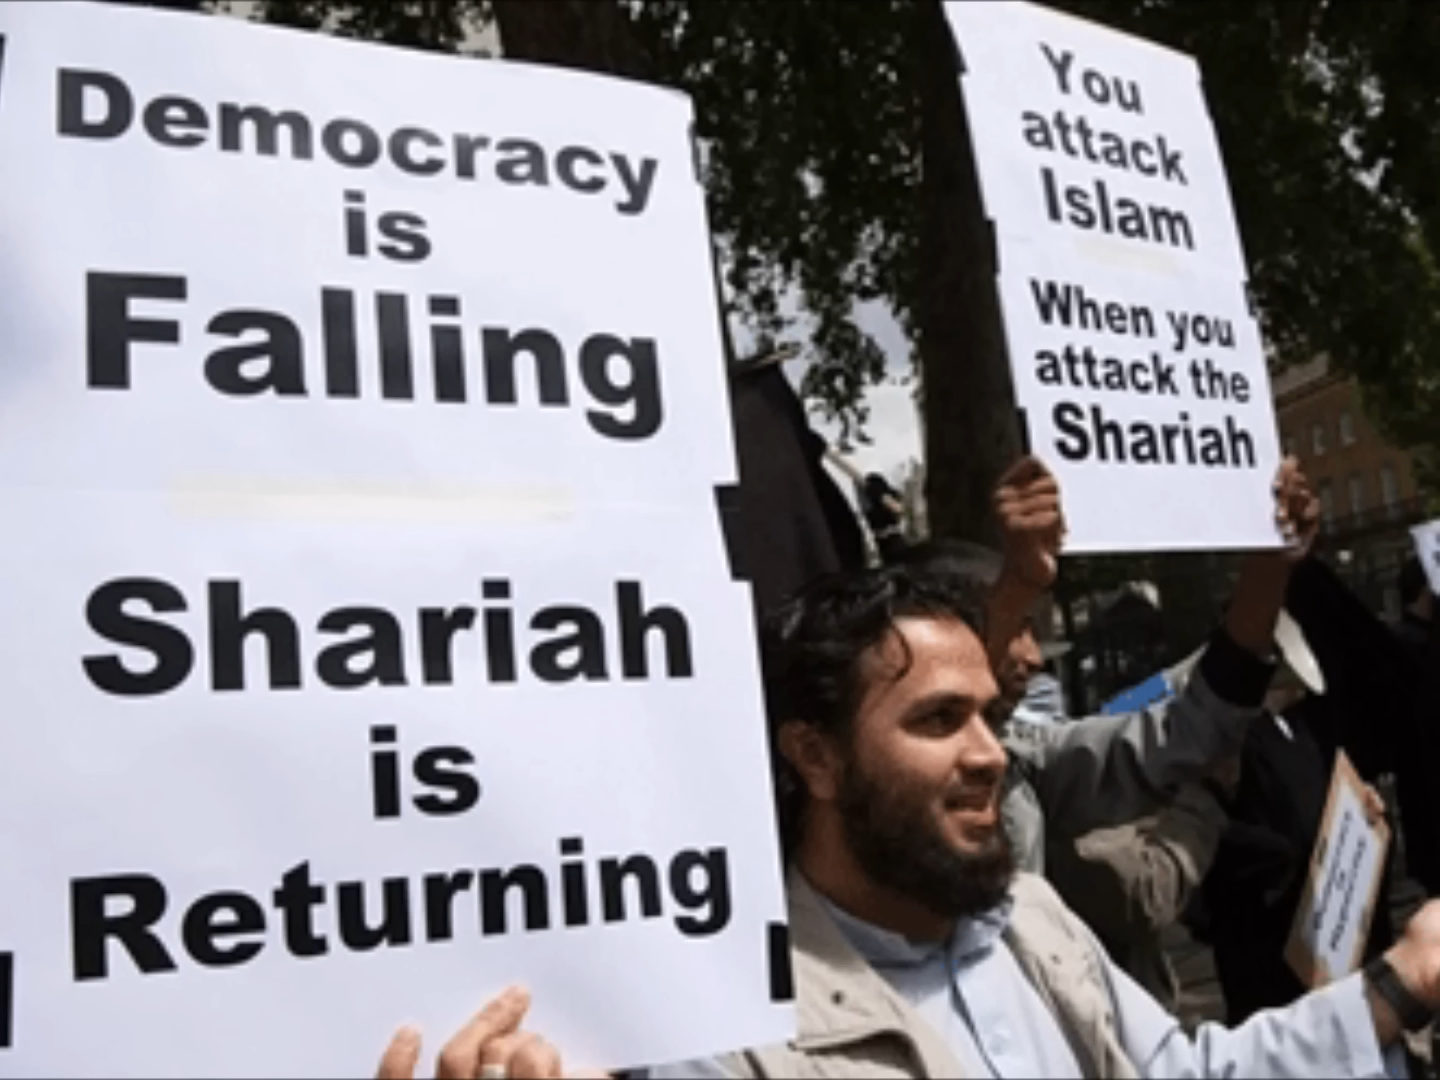 Democracy
is
Falling
Shariah
is
Returning
You
attack
Islam
When you
attack the
Shariah